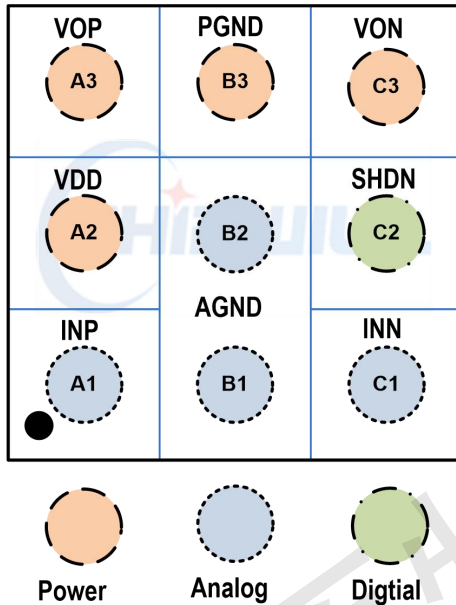 VOP PGND VON
A3 B3 C3
VDD SHDN
A2 B2 C2
AGND
INP INN
A1 B1 C1
Power Analog Digtial